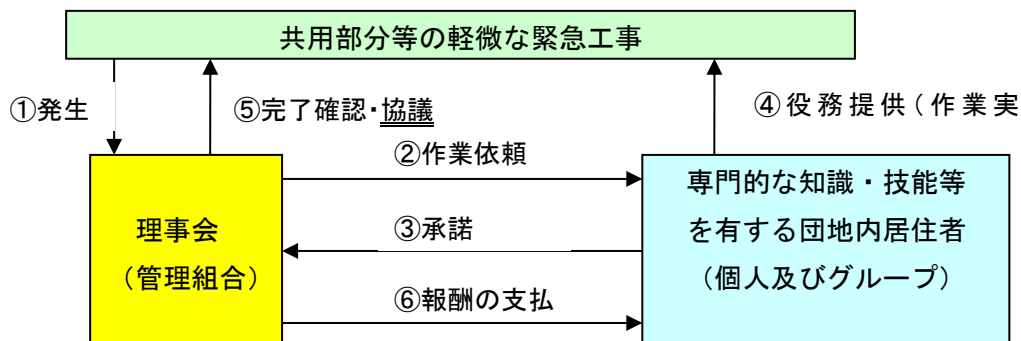 共用部分等の軽微な緊急工事
①発生
⑤完了確認・協議
④役務提供（作業実
②作業依頼
理事会
（管理組合）
③承諾
専門的な知識・技能等
を有する団地内居住者
（個人及びグループ）
⑥報酬の支払